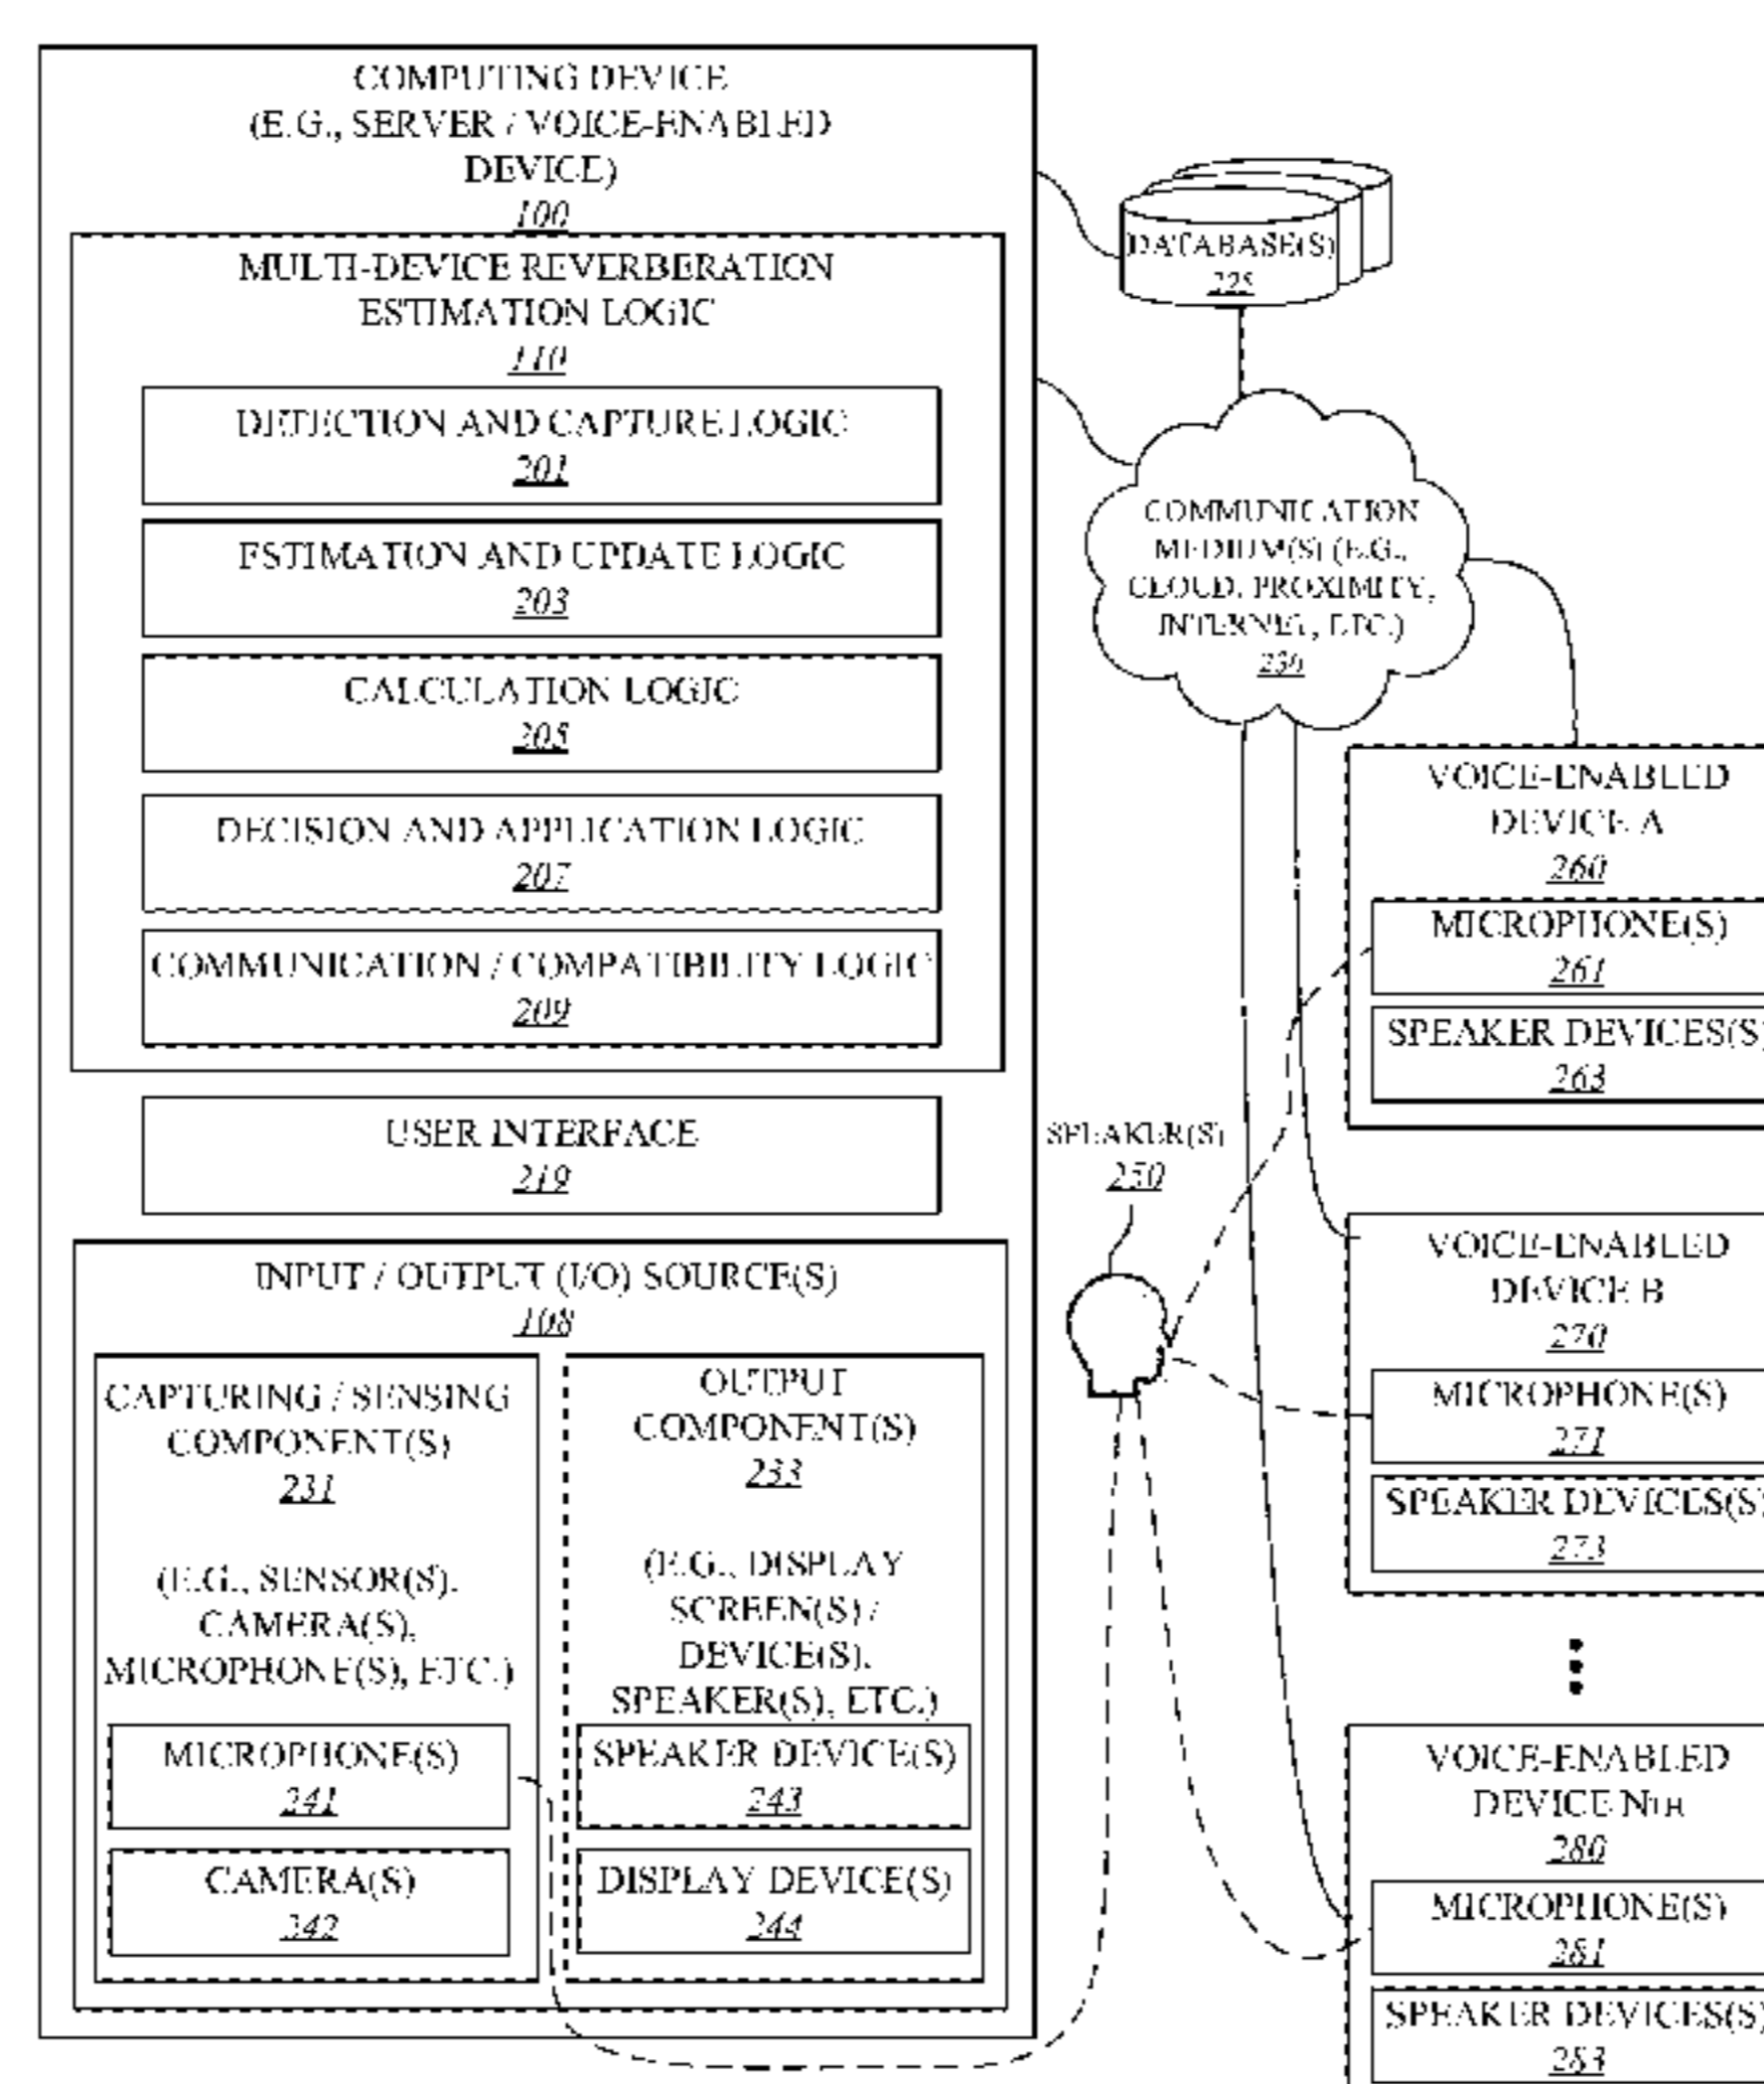 COMPUTING DEVICE
(E.G., SERVER / VOICE-ENABLED
DEVICE)
100
MULTI-DEVICE REVERBERATION
ESTIMATION LOGIC
110
DETECTION AND CAPTURE LOGIC
201
ESTIMATION AND UPDATE LOGIC
203
CALCULATION LOGIC
205
DECISION AND APPLICATION LOGIC
207
COMMUNICATION / COMPATIBILITY LOGIC
209
USER INTERFACE
219
INPUT / OUTPUT (I/O) SOURCE(S)
108
CAPTURING / SENSING
COMPONENT(S)
231
(E.G., SENSOR(S),
CAMERA(S),
MICROPHONE(S), ETC.)
MICROPHONE(S)
241
CAMERA(S)
242
OUTPUT
COMPONENT(S)
233
(E.G., DISPLAY
SCREEN(S) /
DEVICE(S),
SPEAKER(S), ETC.)
SPEAKER DEVICE(S)
243
DISPLAY DEVICE(S)
244
DATABASE(S)
225
COMMUNICATION
MEDIUM(S) (E.G.,
CLOUD, PROXIMITY,
INTERNET, ETC.)
230
SPEAKER(S)
250
VOICE-ENABLED
DEVICE A
260
MICROPHONE(S)
261
SPEAKER DEVICES(S)
263
VOICE-ENABLED
DEVICE B
270
MICROPHONE(S)
271
SPEAKER DEVICES(S)
273
VOICE-ENABLED
DEVICE NTH
280
MICROPHONE(S)
281
SPEAKER DEVICES(S)
283